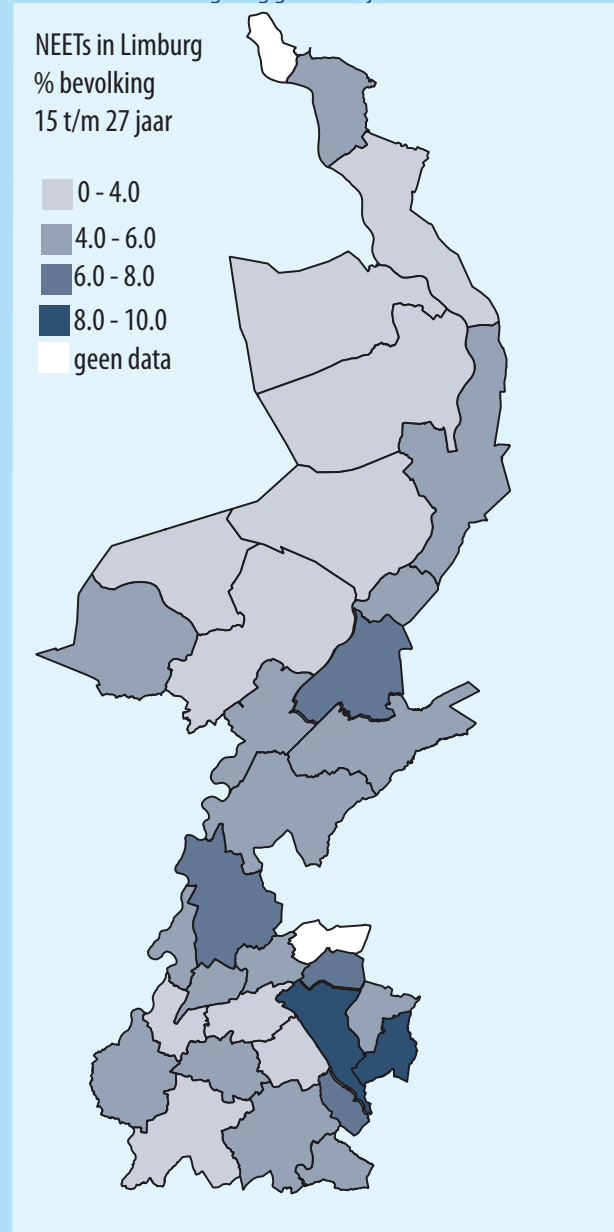 NEETs in Limburg
% bevolking
15 t/m 27 jaar
0 - 4.0
4.0 - 6.0
6.0 - 8.0
8.0 - 10.0
geen data